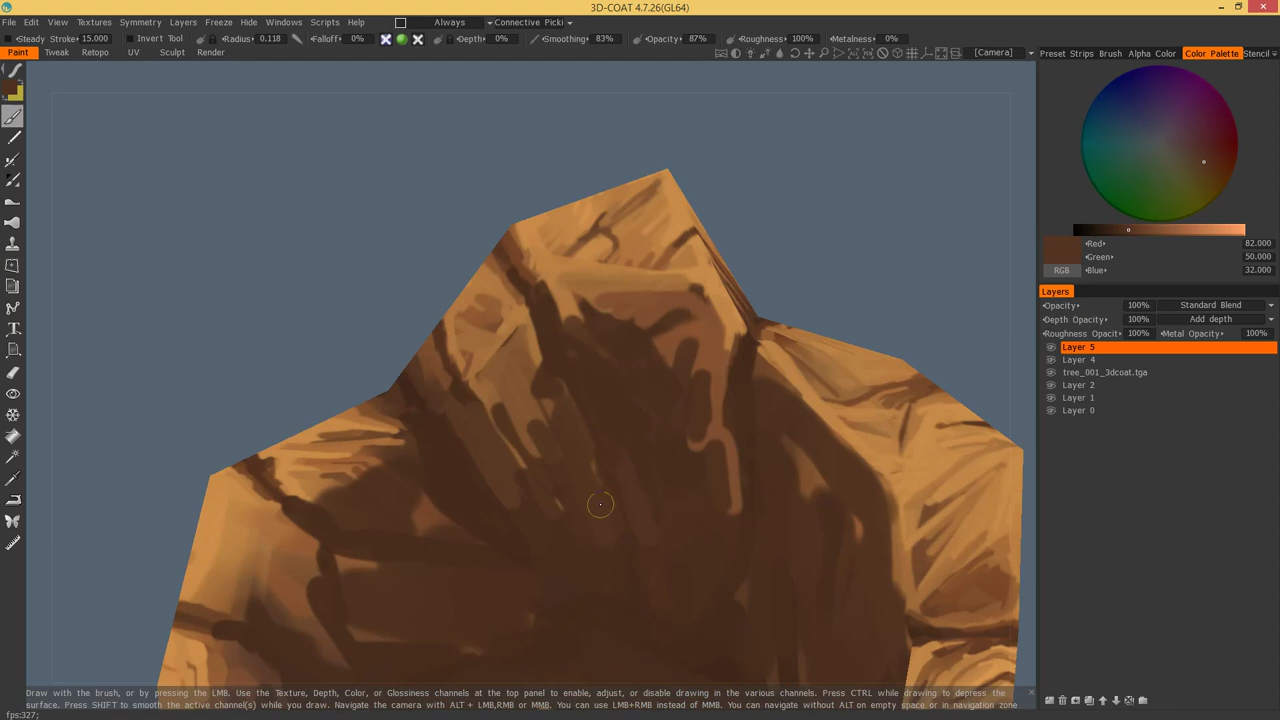 3D-COAT 4.7.26(GL64)
File Edit View Textures Symmetry Layers Freeze Hide Windows Scripts Help Always Connective Picki
Steady Stroke 15.000 Invert Tool Radius 0.118 Falloff 0% Depth 0% Smoothing 83% Opacity 87% Roughness 100% Metalness 0%
Paint Tweak Retopo UV Sculpt Render [Camera] Preset Strips Brush Alpha Color Color Palette Stencil
Red 82.000
Green 50.000
RGB Blue 32.000
Layers
Opacity 100% Standard Blend
Depth Opacity 100% Add depth
Roughness Opacit 100% Metal Opacity 100%
Layer 5
Layer 4
tree_001_3dcoat.tga
Layer 2
Layer 1
Layer 0
Draw with the brush, or by pressing the LMB. Use the Texture, Depth, Color, or Glossiness channels at the top panel to enable, adjust, or disable drawing in the various channels. Press CTRL while drawing to depress the
surface. Press SHIFT to smooth the active channel(s) while you draw. Navigate the camera with ALT + LMB,RMB or MMB. You can use LMB+RMB instead of MMB. You can navigate without ALT on empty space or in navigation zone
fps:327;